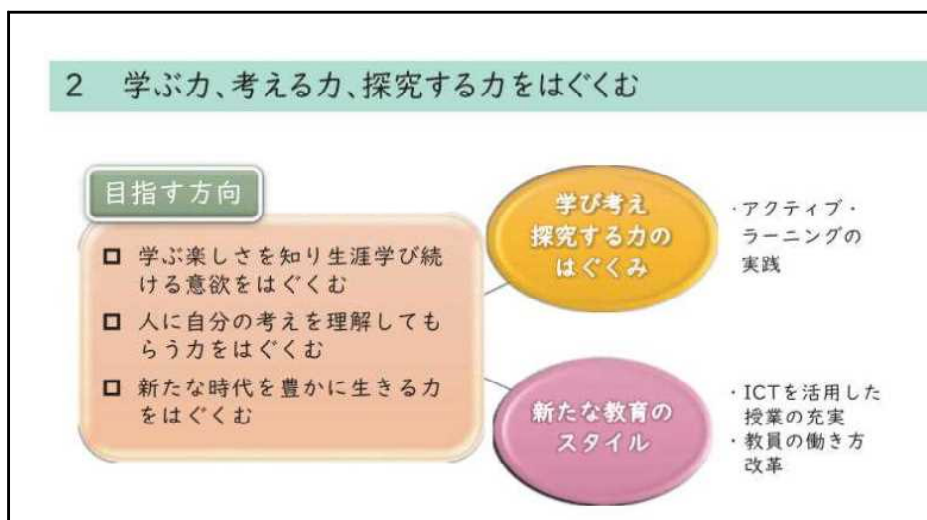 2 学ぶ力、考える力、探究する力をはぐくむ
目指す方向
学ぶ楽しさを知り生涯学び続
ける意欲をはぐくむ
人に自分の考えを理解しても
らう力をはぐくむ
新たな時代を豊かに生きる力
をはぐくむ
学び考え
探究する力の
はぐくみ
・アクティブ・
ラーニングの
実践
新たな教育の
スタイル
・ICTを活用した
授業の充実
・教員の働き方
改革